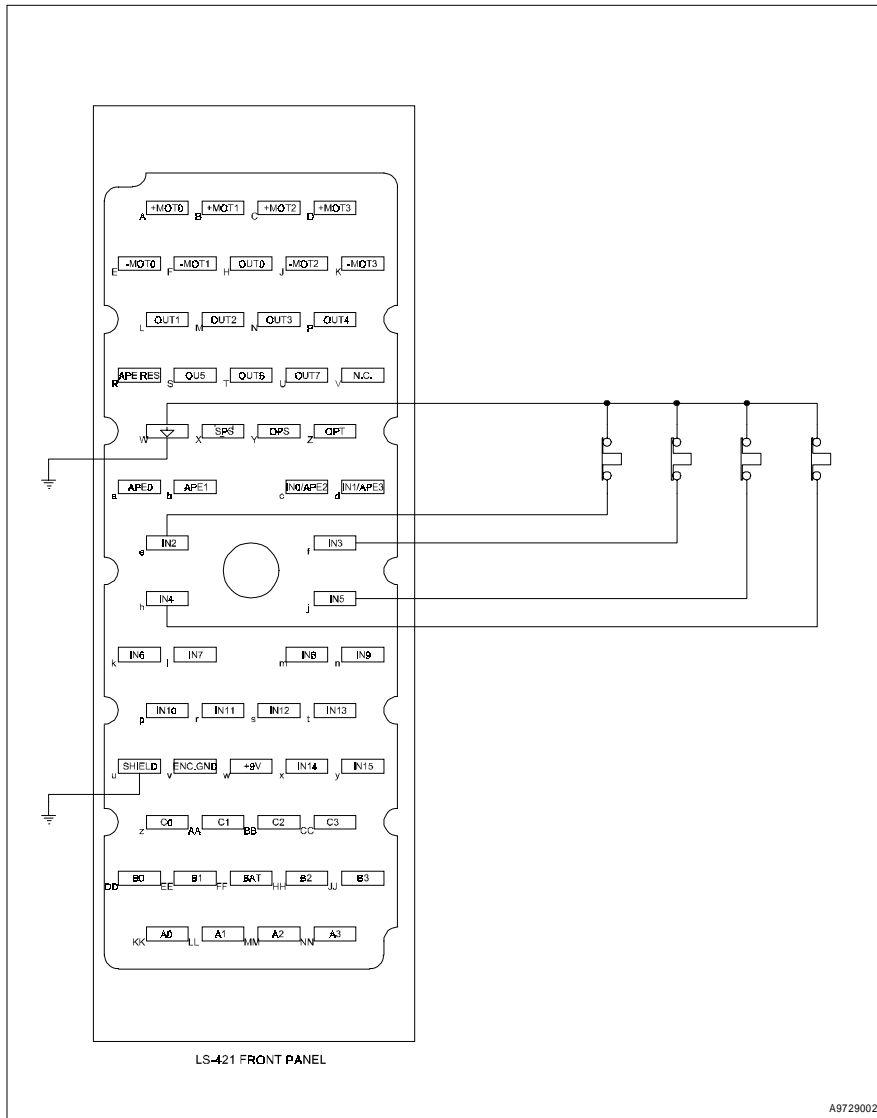 A +MOT0 B +MOT1 C +MOT2 D +MOT3
E -MOT0 F -MOT1 H OUT0 J -MOT2 K -MOT3
L OUT1 M OUT2 N OUT3 P OUT4
R APE RES S OU5 T OUT6 U OUT7 V N.C.
W X SPS Y DPS Z OPT
a APE0 b APE1 c IN0/APE2 d IN1/APE3
e IN2 f IN3
h IN4 j IN5
k IN6 l IN7 m IN8 n IN9
p IN10 r IN11 s IN12 t IN13
u SHIELD v ENC.GND w +9V x IN14 y IN15
z C0 AA C1 BB C2 CC C3
DD B0 EE B1 FF BAT HH B2 JJ B3
KK A0 LL A1 MM A2 NN A3
LS-421 FRONT PANEL
A9729002